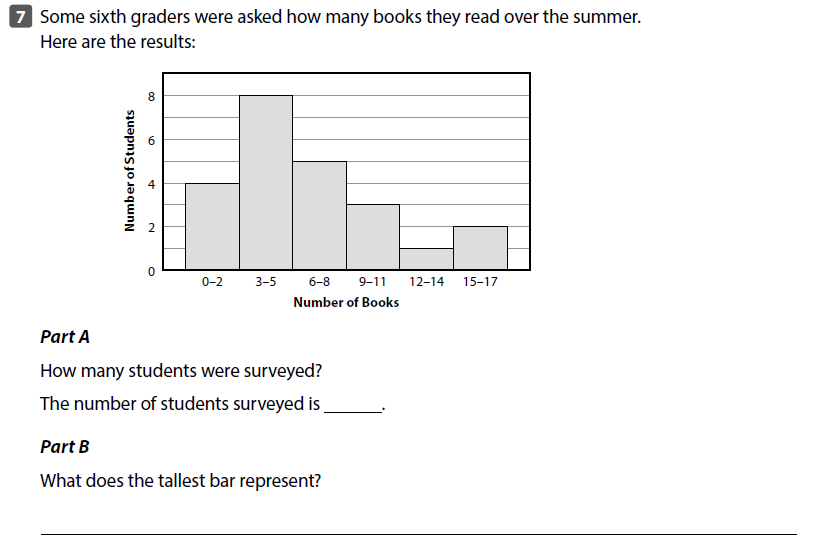 7 Some sixth graders were asked how many books they read over the summer.
Here are the results:
8
6
4
2
0
Number of Students
0–2 3–5 6–8 9–11 12–14 15–17
Number of Books
Part A
How many students were surveyed?
The number of students surveyed is ______.
Part B
What does the tallest bar represent?